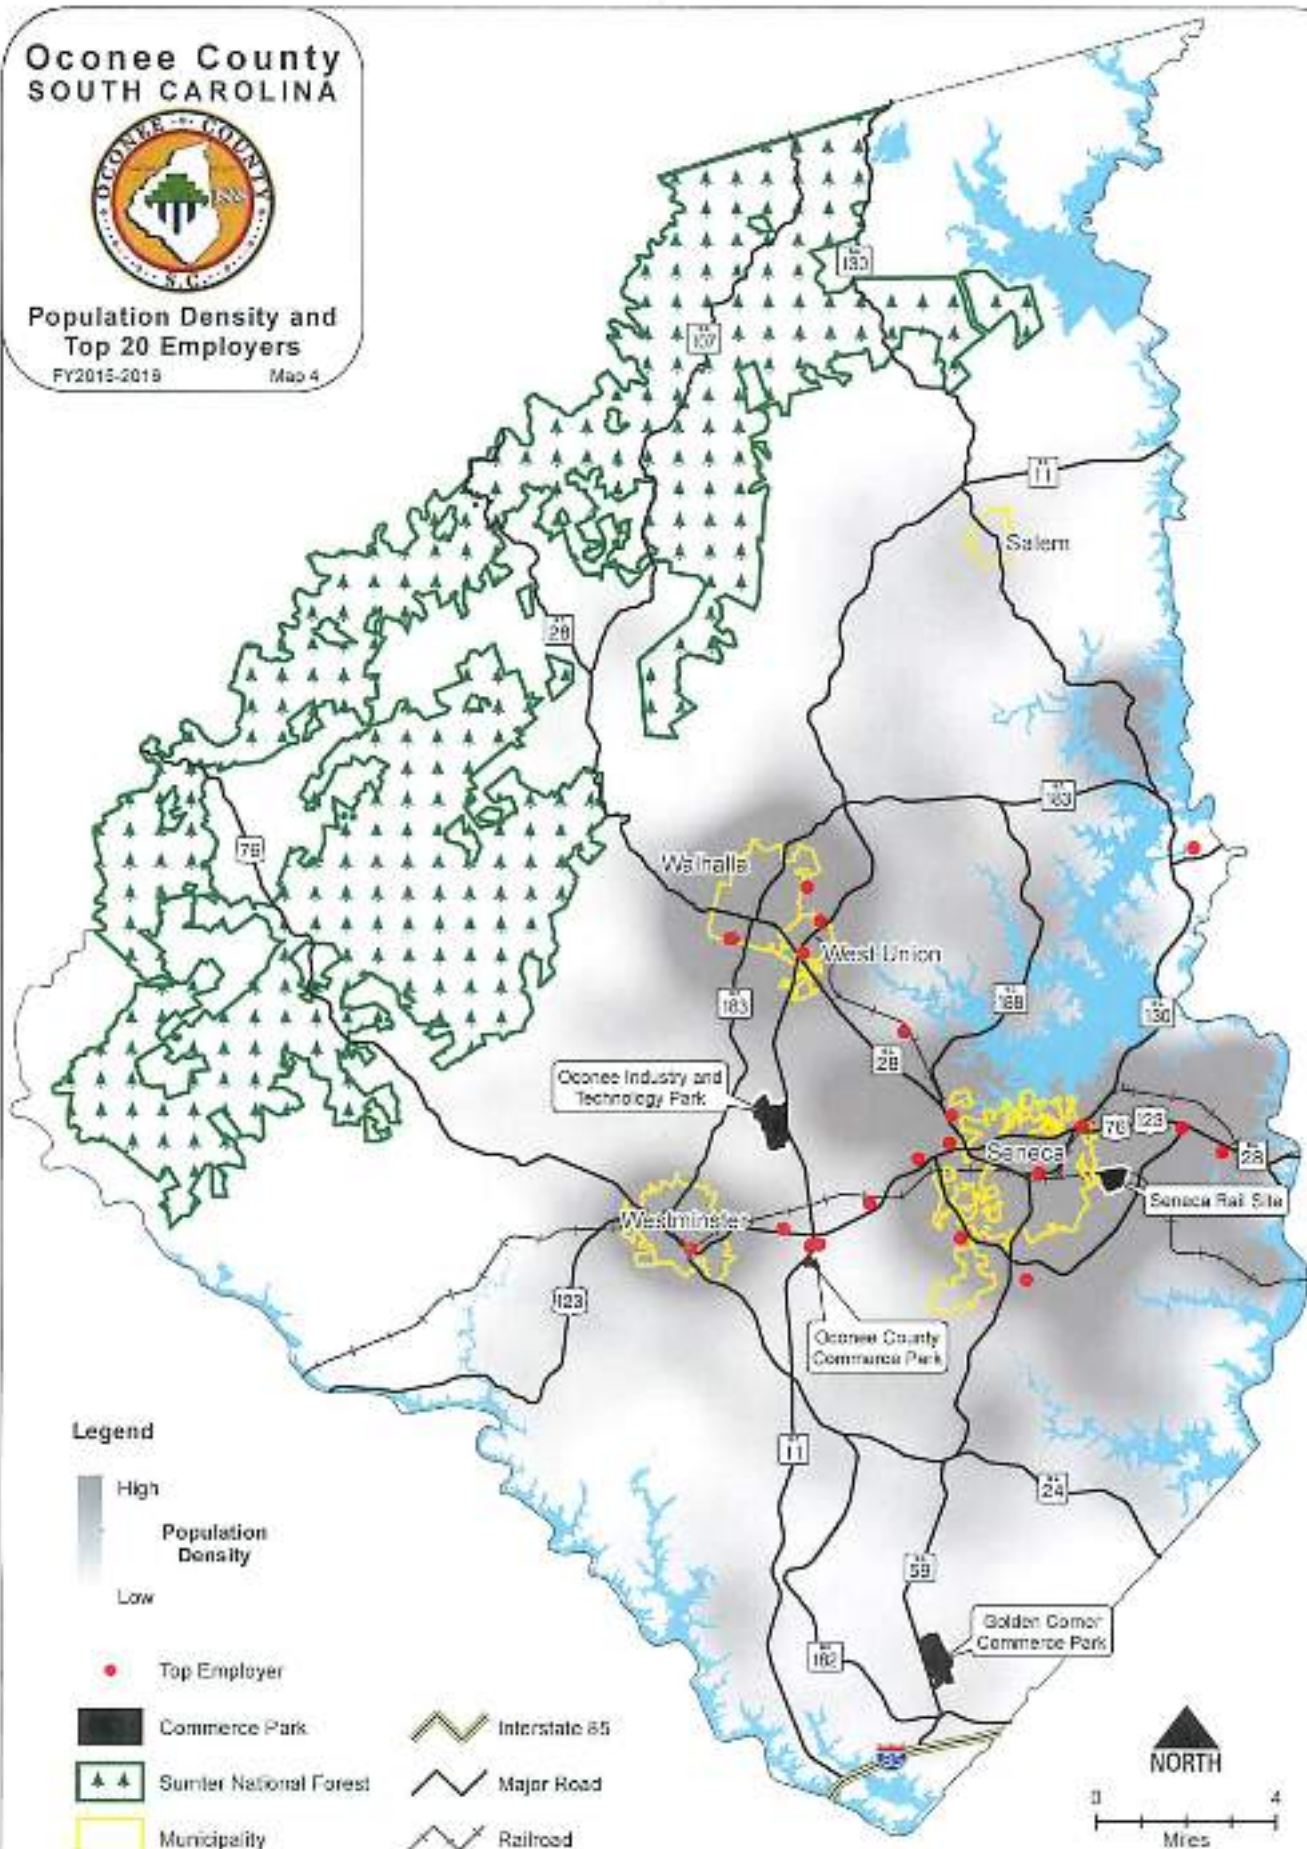 Oconee County
SOUTH CAROLINA
OCONEE COUNTY
S.C.
Population Density and
Top 20 Employers
Map 4
130
107
11
Salem
28
183
76
Walhalla
West Union
183
188
130
28
Oconee Industry and
Technology Park
76
123
Seneca
28
Seneca Rail Site
Westminster
123
Oconee County
Commerce Park
11
24
59
Golden Corner
Commerce Park
182
Legend
High
Population
Density
Low
Top Employer
Commerce Park
Sumter National Forest
Municipality
Interstate 85
Major Road
Railroad
NORTH
0
4
Miles